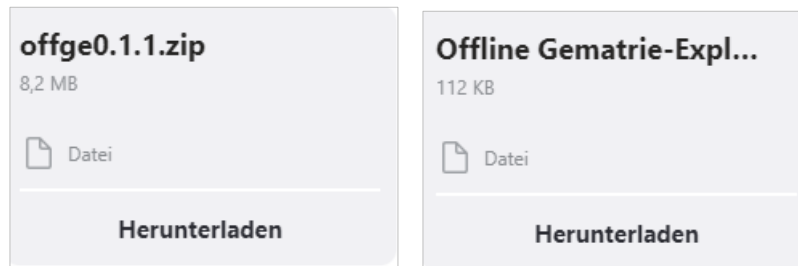 offge0.1.1.zip
8,2 MB
Datei
Herunterladen
Offline Gematrie-Expl...
112 KB
Datei
Herunterladen